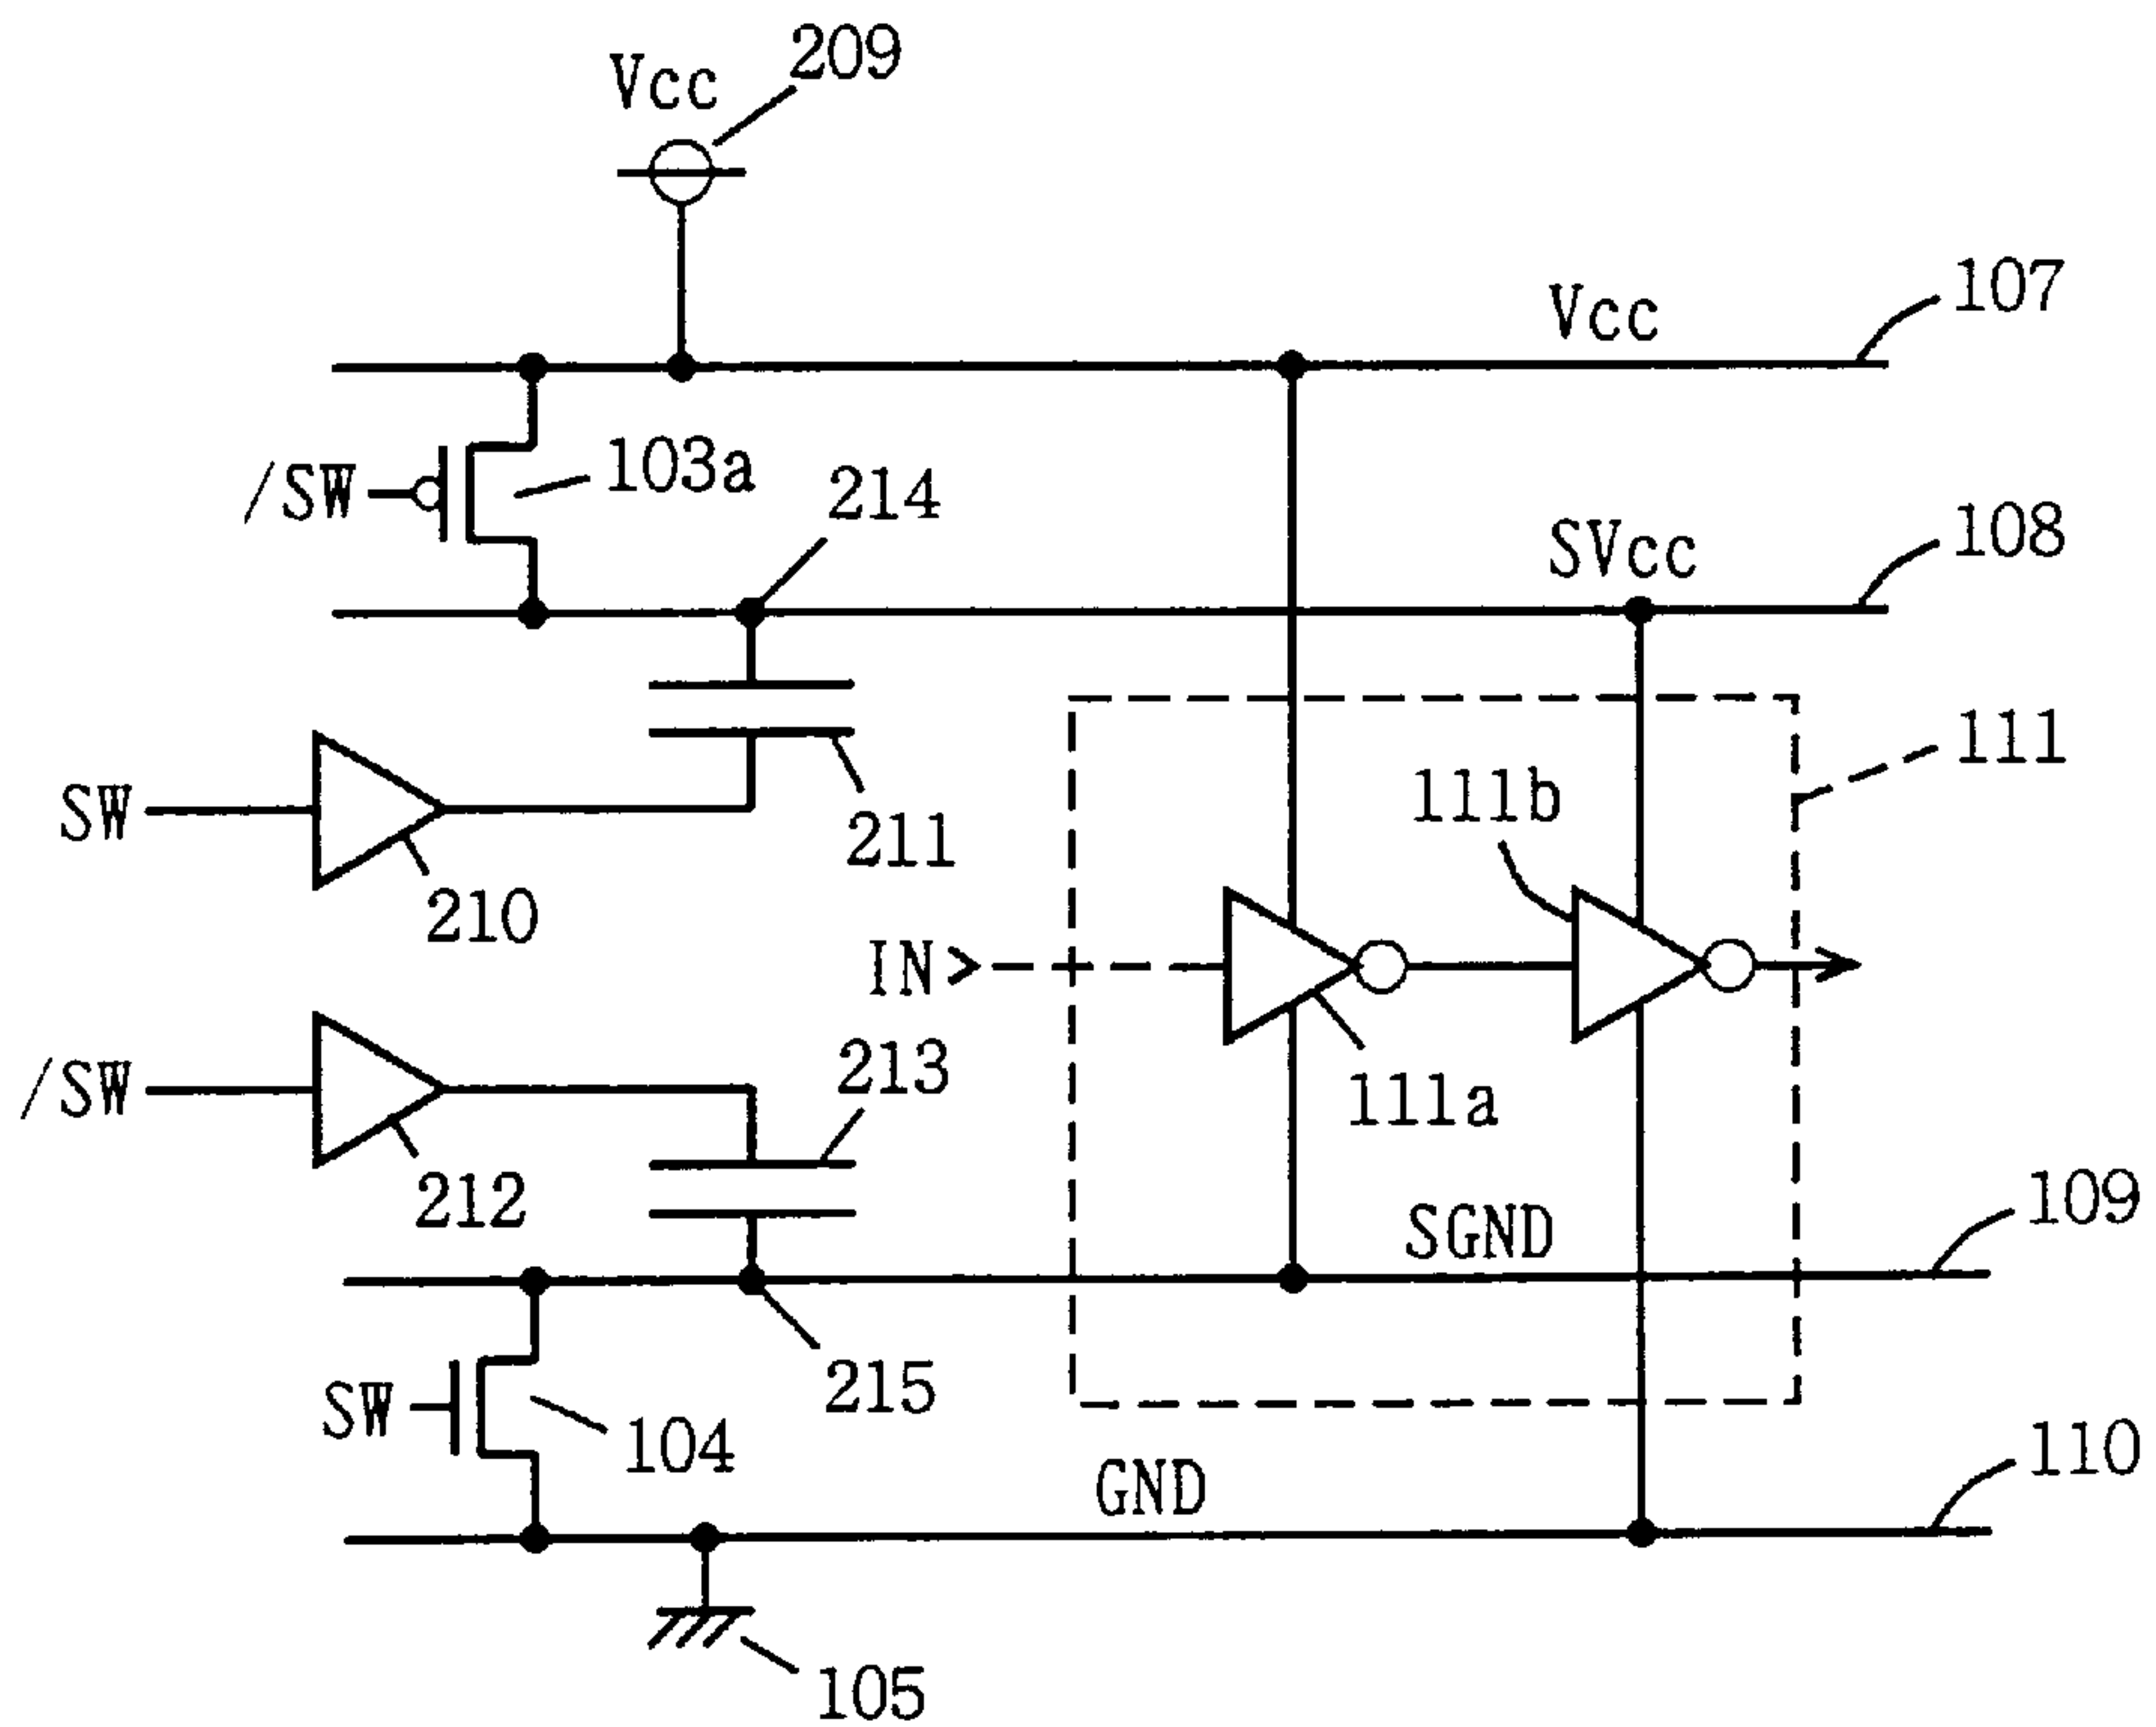 209
Vcc
Vcc
107
/SW
103a
214
SVcc
108
111
111b
SW
211
210
IN
213
/SW
111a
212
SGND
109
215
SW
104
GND
110
105